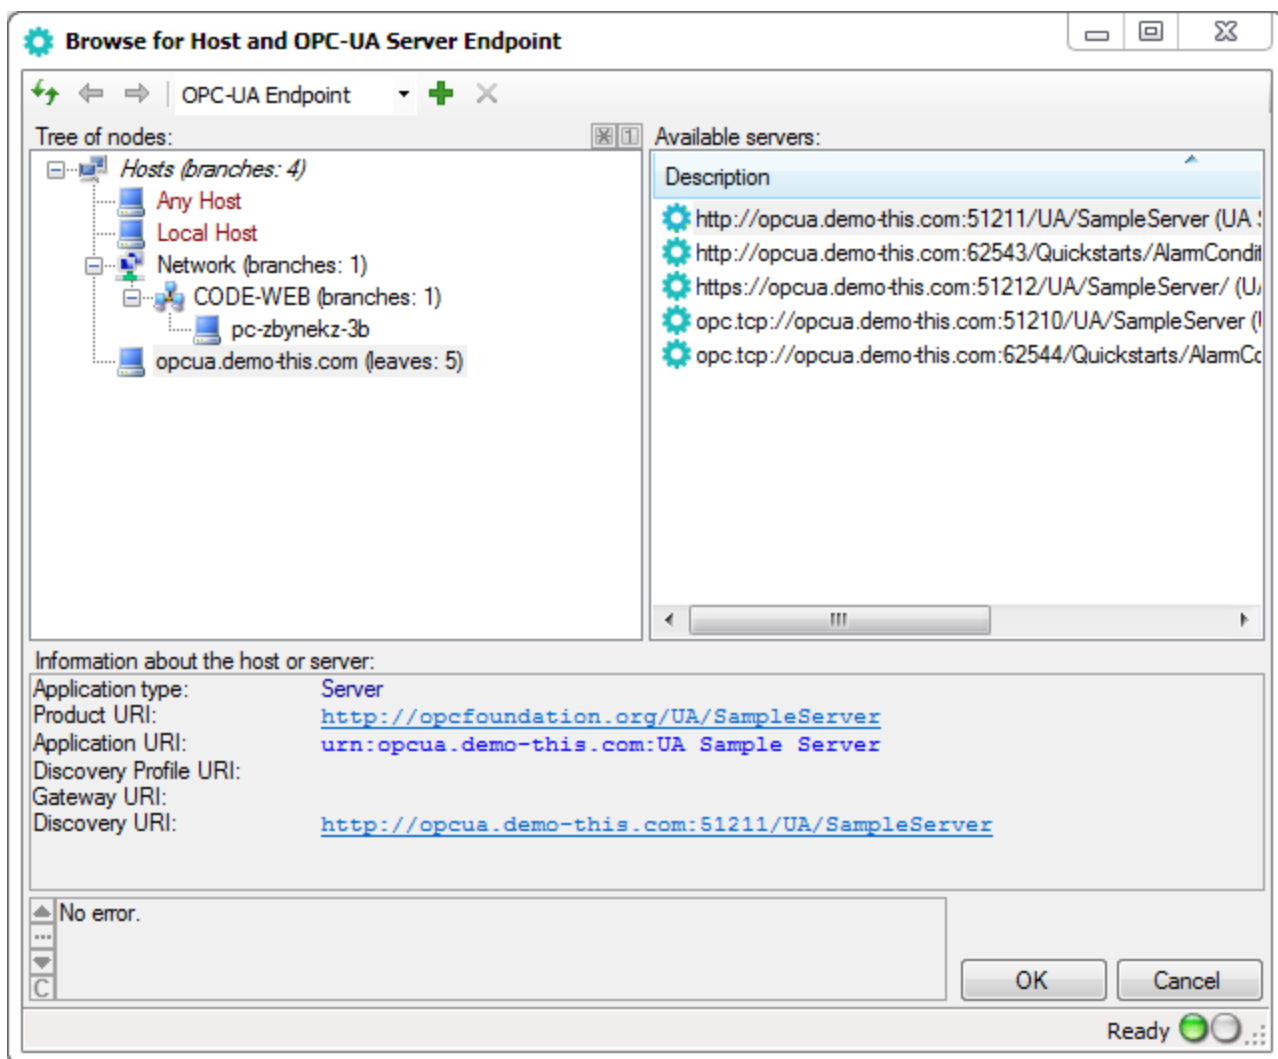 Browse for Host and OPC-UA Server Endpoint
OPC-UA Endpoint
Tree of nodes:
Hosts (branches: 4)
Any Host
Local Host
Network (branches: 1)
CODE-WEB (branches: 1)
pc-zbynekz-3b
opcua.demo-this.com (leaves: 5)
1
Available servers:
Description
http://opcua.demo-this.com:51211/UA/SampleServer (UA
http://opcua.demo-this.com:62543/Quickstarts/AlarmCondit
https://opcua.demo-this.com:51212/UA/SampleServer/ (U
opc.tcp://opcua.demo-this.com:51210/UA/SampleServer (
opc.tcp://opcua.demo-this.com:62544/Quickstarts/AlarmCo
Information about the host or server:
Application type: Server
Product URI: http://opcfoundation.org/UA/SampleServer
Application URI: urn:opcua.demo-this.com:UA Sample Server
Discovery Profile URI:
Gateway URI:
Discovery URI: http://opcua.demo-this.com:51211/UA/SampleServer
No error.
C
OK
Cancel
Ready